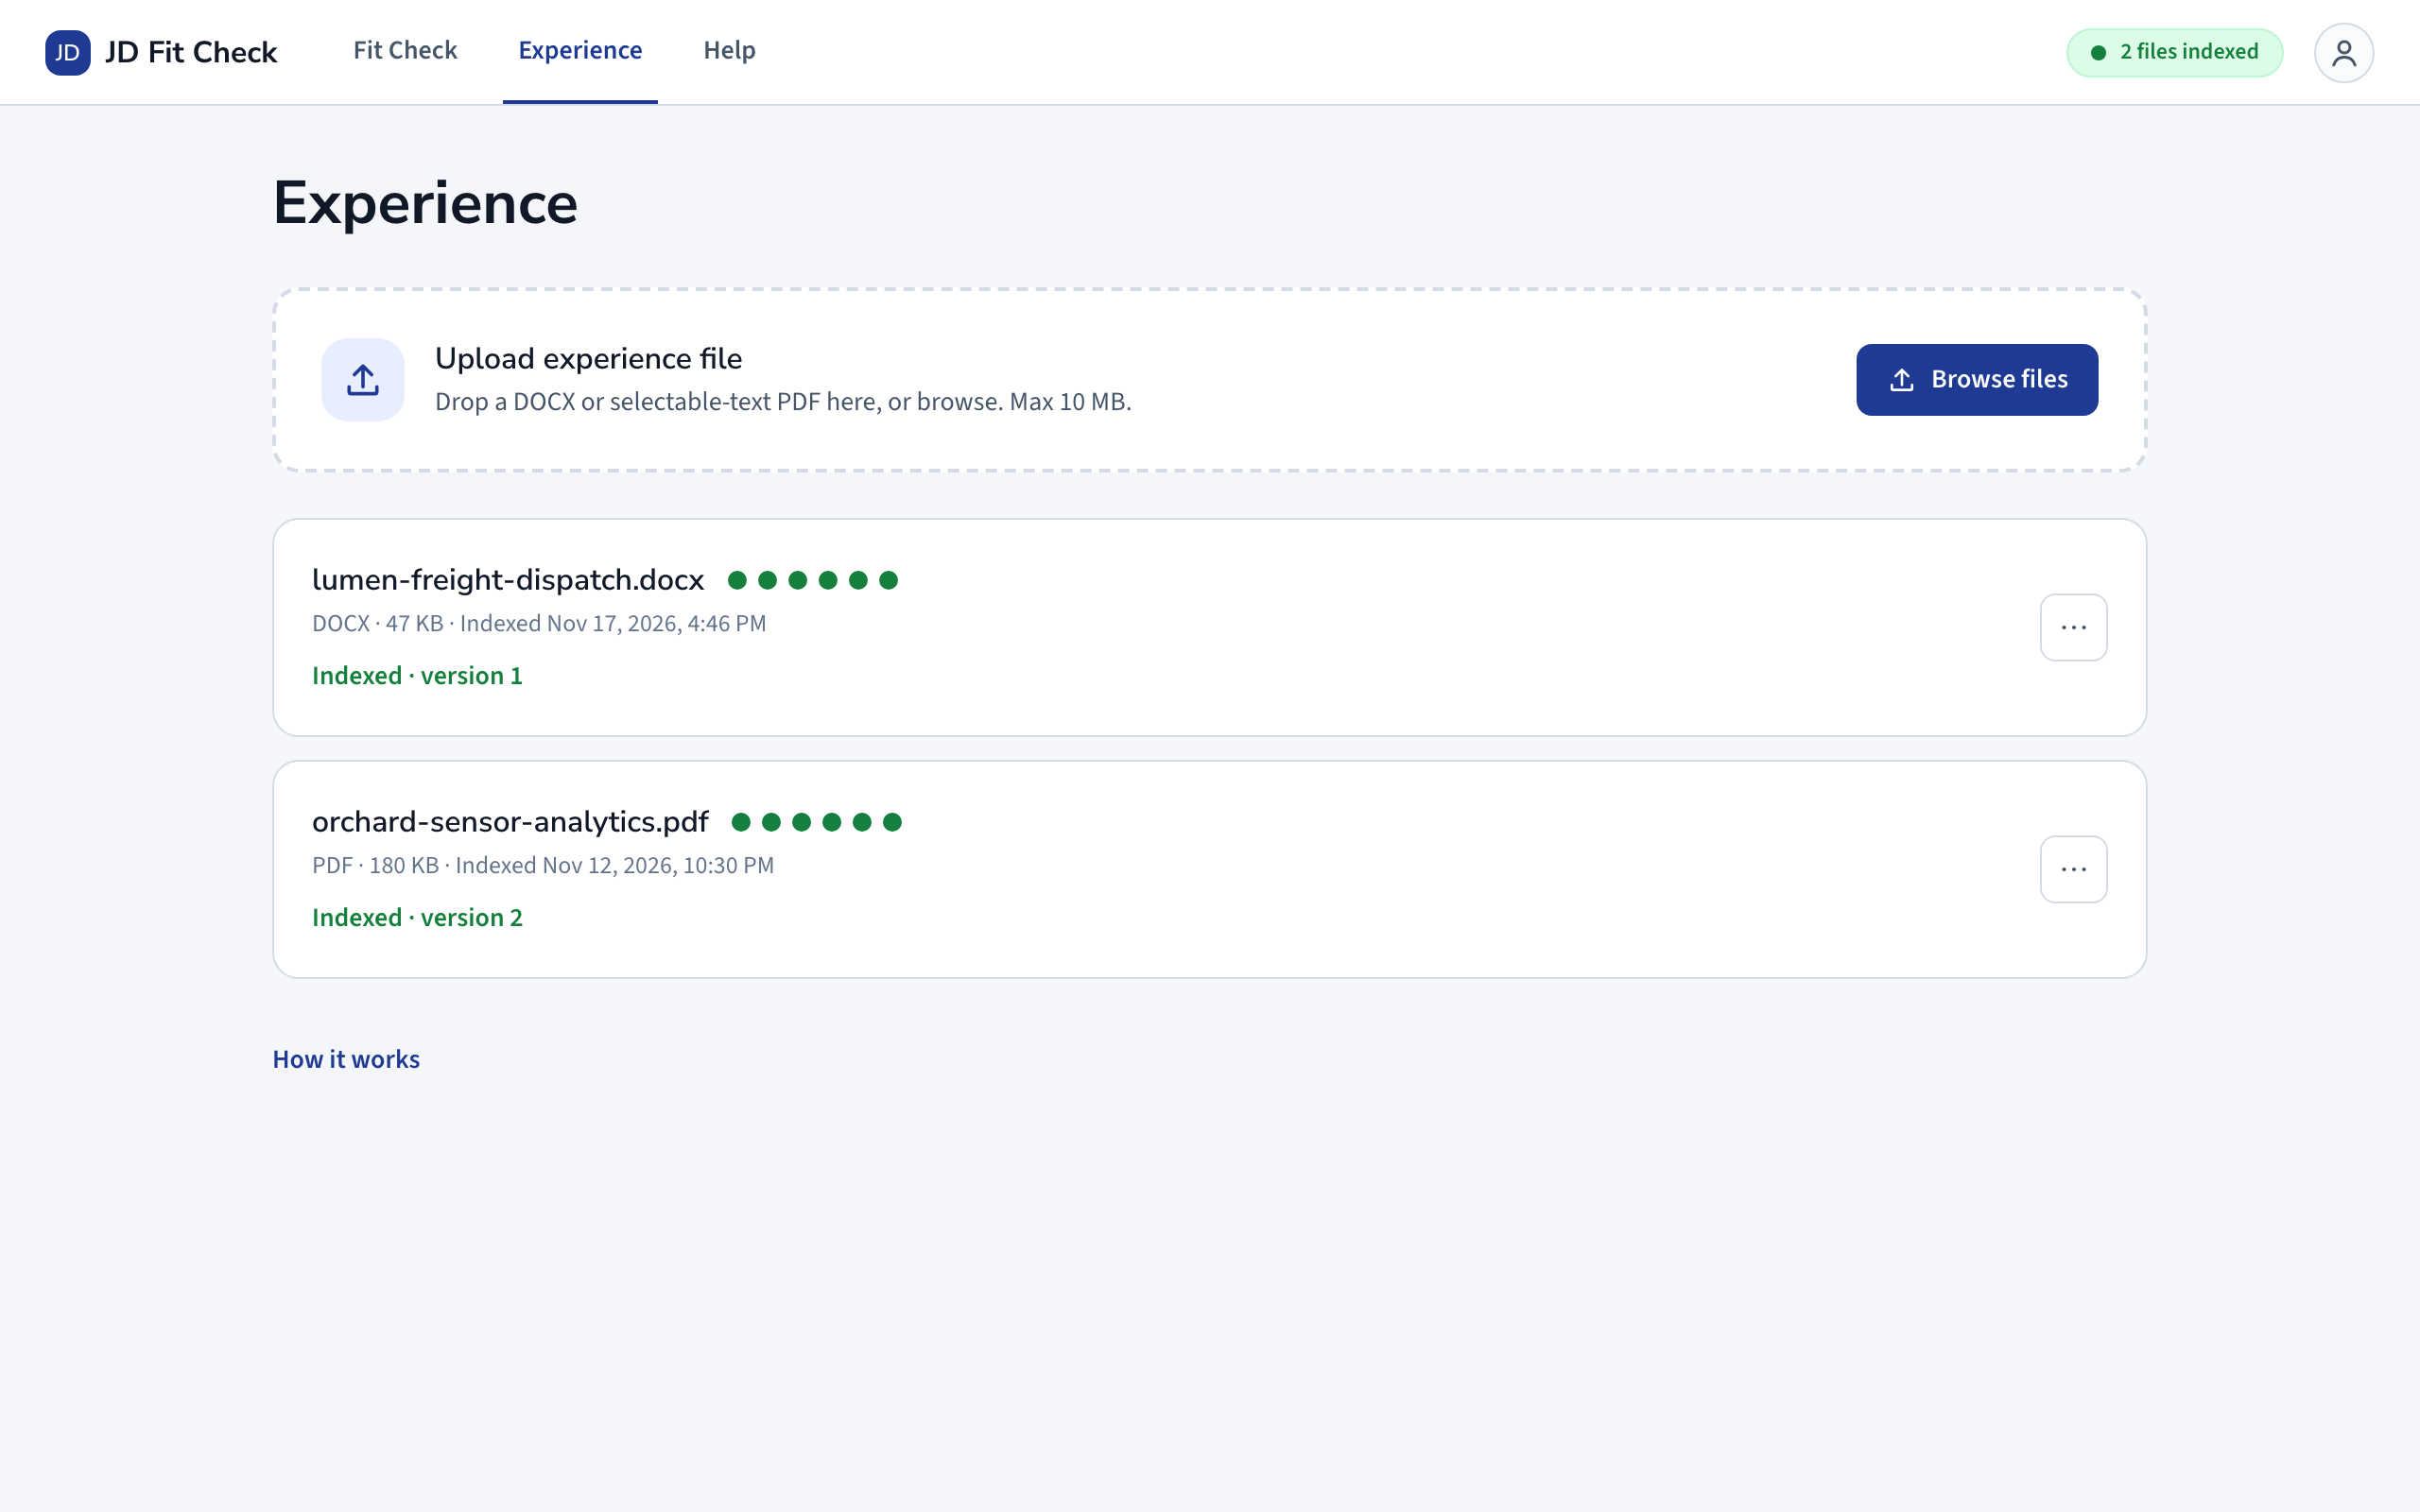 JD JD Fit Check Fit Check Experience Help 2 files indexed
Experience
Upload experience file
Drop a DOCX or selectable-text PDF here, or browse. Max 10 MB.
Browse files
lumen-freight-dispatch.docx
DOCX · 47 KB · Indexed Nov 17, 2026, 4:46 PM
Indexed · version 1
orchard-sensor-analytics.pdf
PDF · 180 KB · Indexed Nov 12, 2026, 10:30 PM
Indexed · version 2
How it works